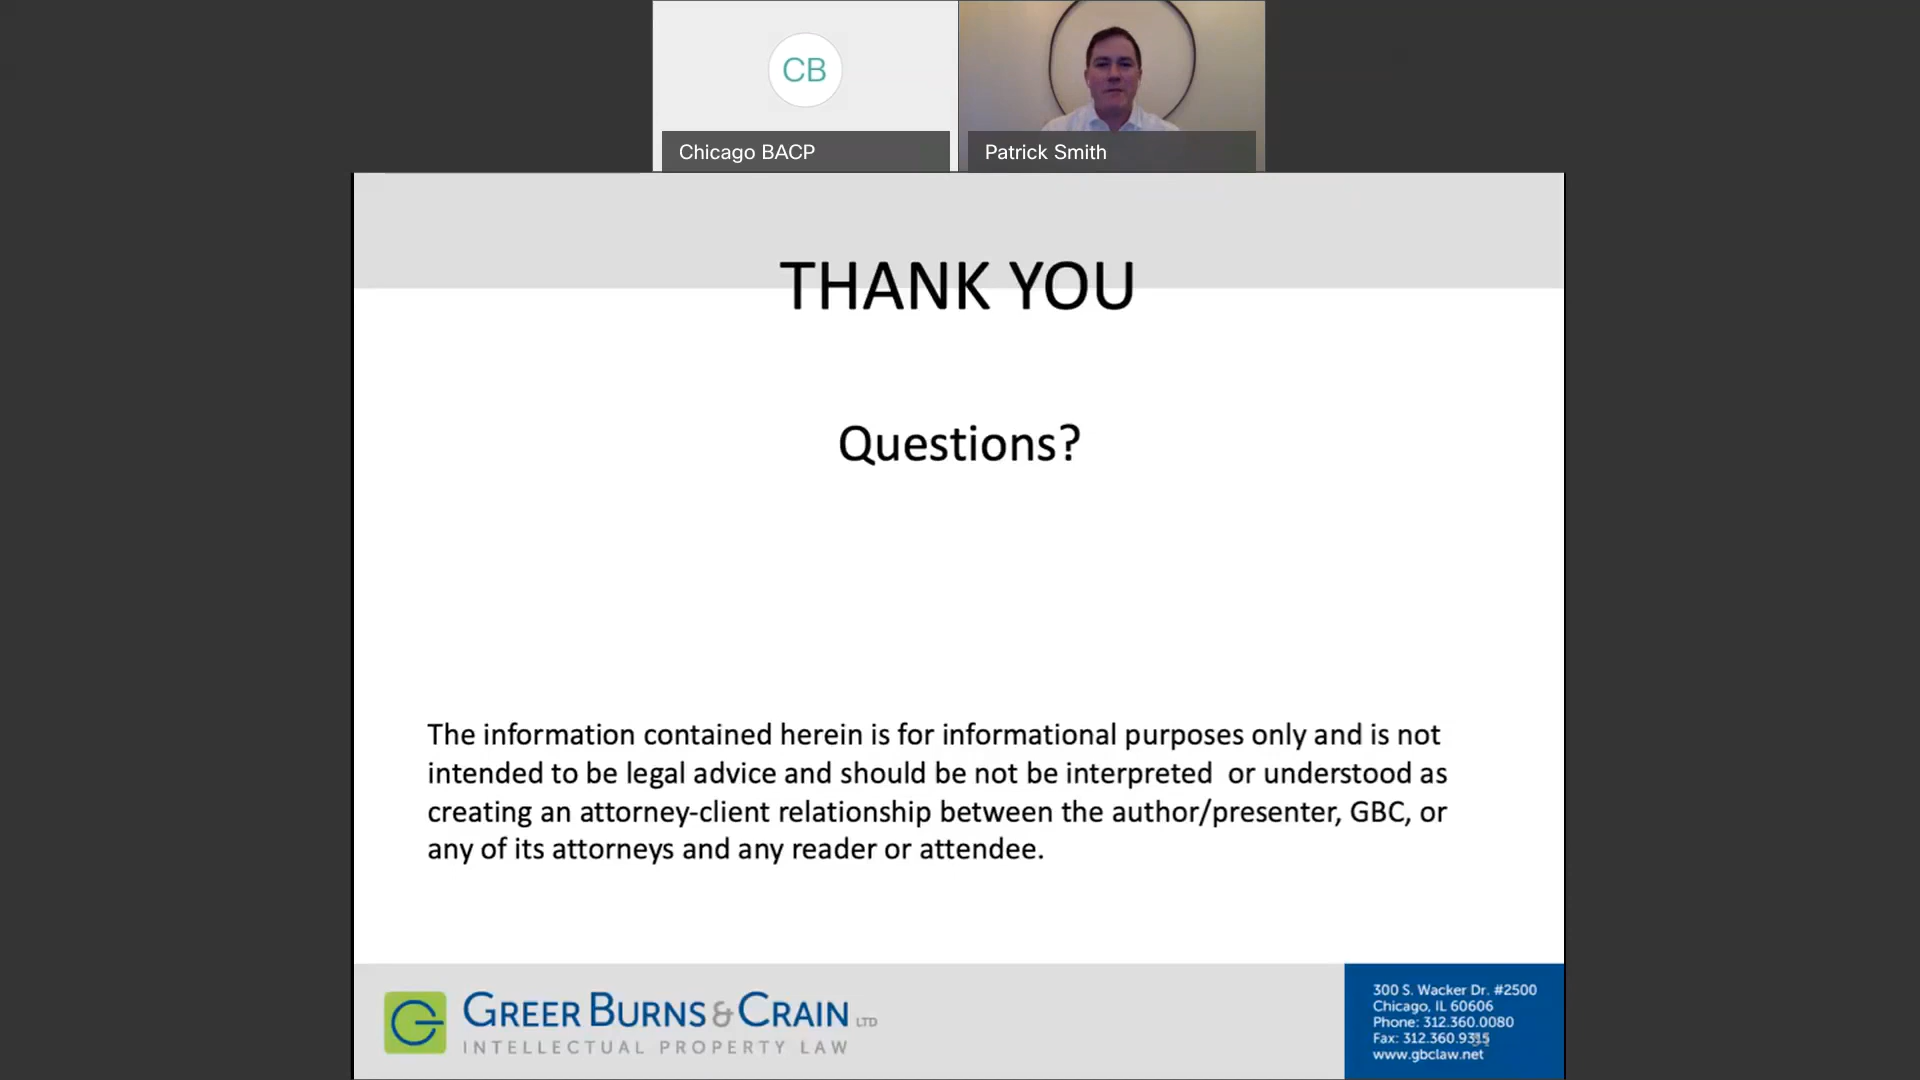 CB
Chicago BACP
Patrick Smith
THANK YOU
Questions?
The information contained herein is for informational purposes only and is not
intended to be legal advice and should be not be interpreted or understood as
creating an attorney-client relationship between the author/presenter, GBC, or
any of its attorneys and any reader or attendee.
GREER BURNS & CRAIN LTD
INTELLECTUAL PROPERTY LAW
300 S. Wacker Dr. #2500
Chicago, IL 60606
Phone: 312.360.0080
Fax: 312.360.9315
www.gbclaw.net